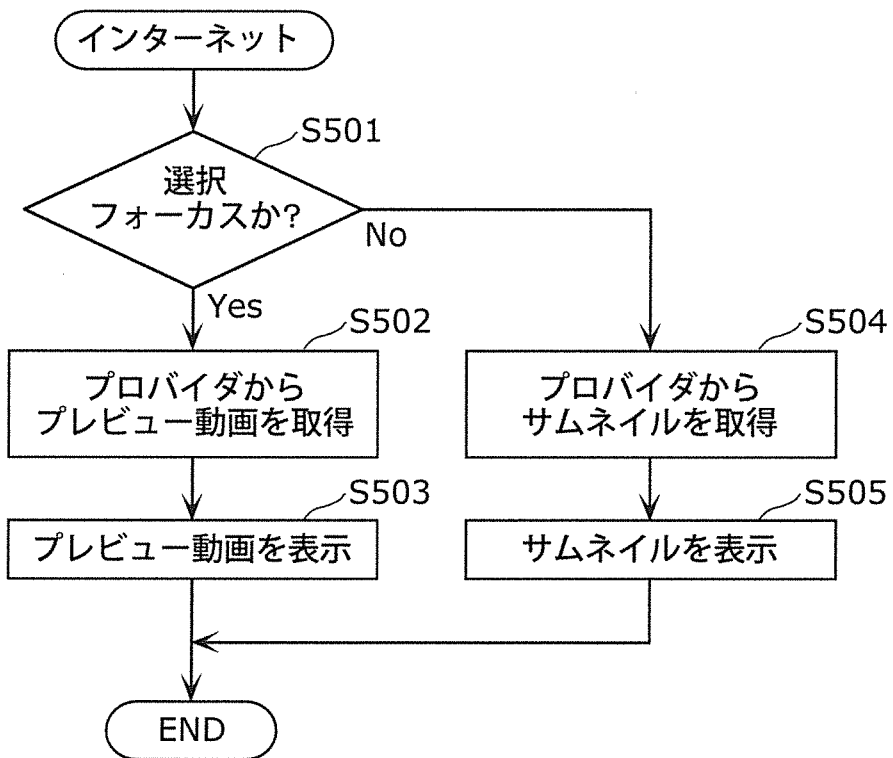 インターネット
S501
選択
フォーカスか?
No
Yes
S502
プロバイダから
プレビュー動画を取得
S504
プロバイダから
サムネイルを取得
S503
プレビュー動画を表示
S505
サムネイルを表示
END